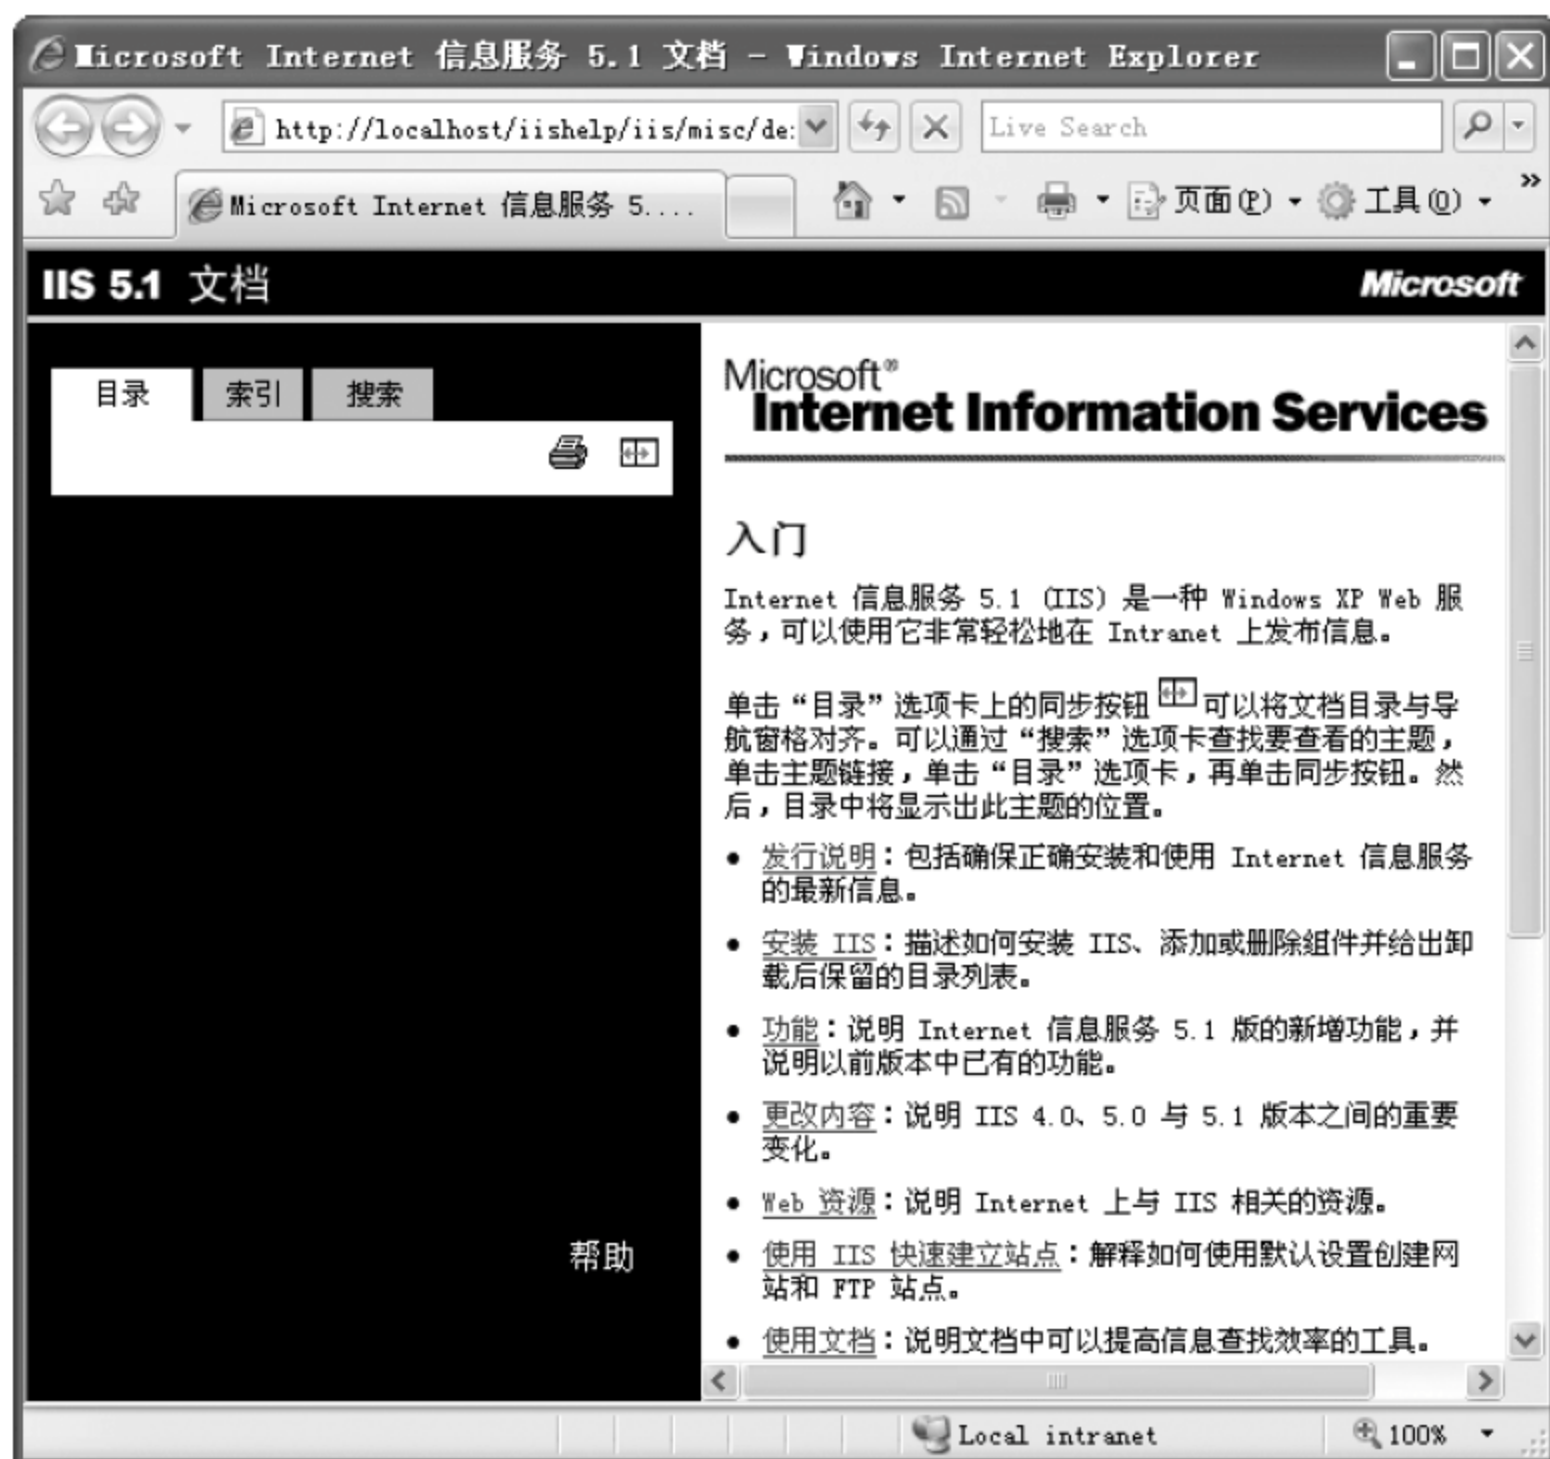 Microsoft Internet 信息服务 5.1 文档 - Windows Internet Explorer
http://localhost/iishelp/iis/misc/de:
Live Search
Microsoft Internet 信息服务 5....
页面(P)
工具(O)
»
IIS 5.1 文档
Microsoft
目录
索引
搜索
Microsoft®
Internet Information Services
入门
Internet 信息服务 5.1 (IIS) 是一种 Windows XP Web 服
务，可以使用它非常轻松地在 Intranet 上发布信息。
单击“目录”选项卡上的同步按钮 可以将文档目录与导
航窗格对齐。可以通过“搜索”选项卡查找要查看的主题，
单击主题链接，单击“目录”选项卡，再单击同步按钮。然
后，目录中将显示出此主题的位置。
• 发行说明：包括确保正确安装和使用 Internet 信息服务
的最新信息。
• 安装 IIS：描述如何安装 IIS、添加或删除组件并给出卸
载后保留的目录列表。
• 功能：说明 Internet 信息服务 5.1 版的新增功能，并
说明以前版本中已有的功能。
• 更改内容：说明 IIS 4.0、5.0 与 5.1 版本之间的重要
变化。
• Web 资源：说明 Internet 上与 IIS 相关的资源。
• 使用 IIS 快速建立站点：解释如何使用默认设置创建网
站和 FTP 站点。
• 使用文档：说明文档中可以提高信息查找效率的工具。
帮助
Local intranet
100%